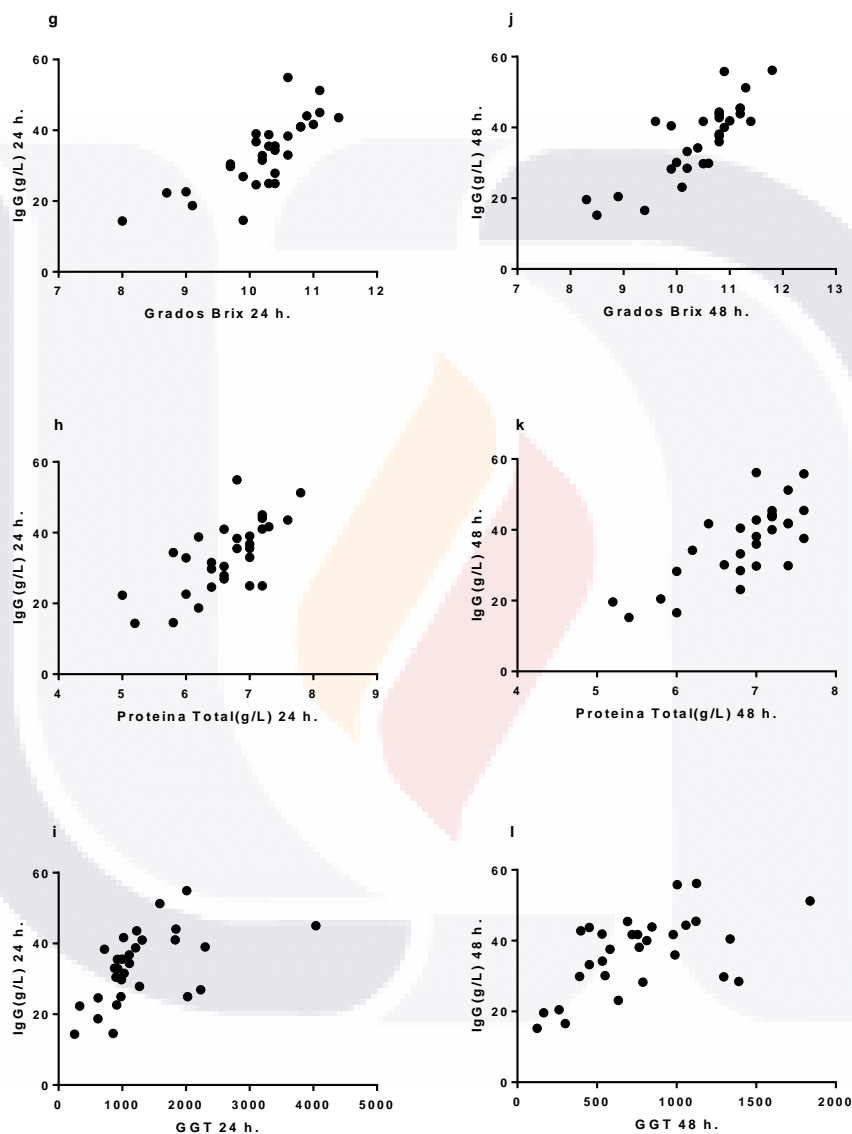 g
IgG(g/L) 24 h.
60
40
20
0
7 8 9 10 11 12
Grados Brix 24 h.
j
IgG(g/L) 48 h.
60
40
20
0
7 8 9 10 11 12 13
Grados Brix 48 h.
h
IgG(g/L) 24 h.
60
40
20
0
4 5 6 7 8 9
Proteina Total(g/L) 24 h.
k
IgG(g/L) 48 h.
60
40
20
0
4 5 6 7 8
Proteina Total(g/L) 48 h.
i
IgG(g/L) 24 h.
60
40
20
0
0 1000 2000 3000 4000 5000
GGT 24 h.
l
IgG(g/L) 48 h.
60
40
20
0
0 500 1000 1500 2000
GGT 48 h.